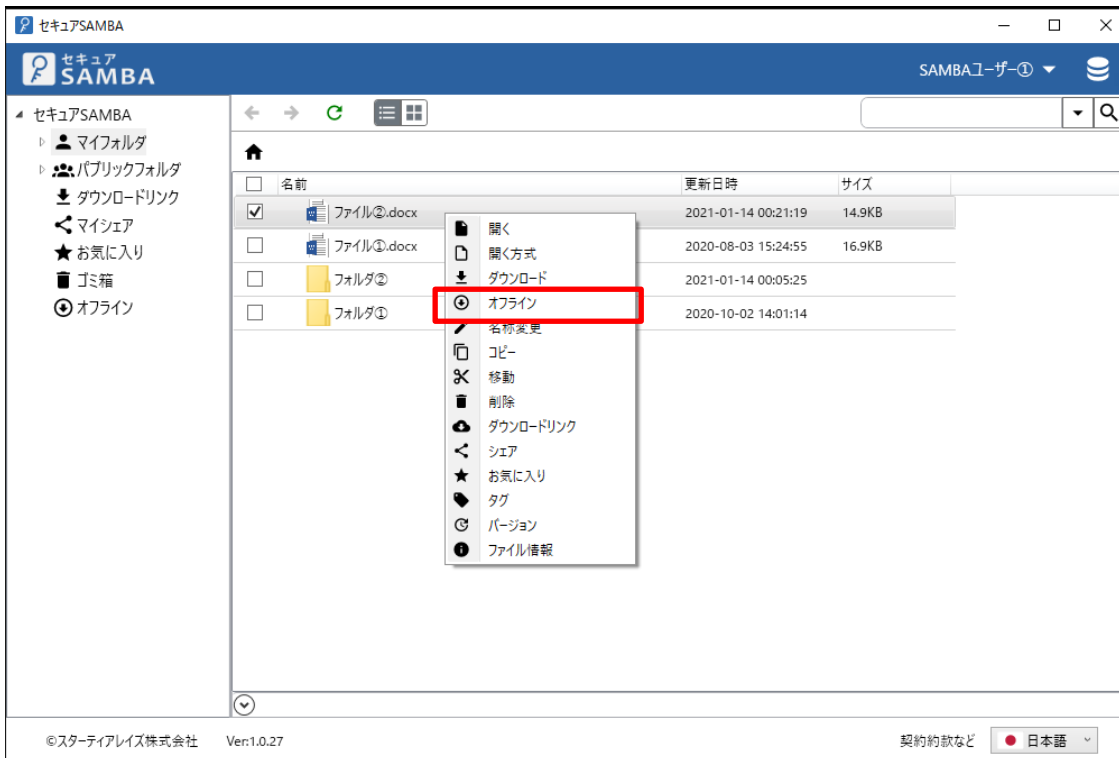 セキュアSAMBA
セキュア
SAMBA
SAMBAユーザー①
セキュアSAMBA
マイフォルダ
パブリックフォルダ
ダウンロードリンク
マイシェア
お気に入り
ゴミ箱
オフライン
名前 更新日時 サイズ
ファイル②.docx 2021-01-14 00:21:19 14.9KB
ファイル①.docx 2020-08-03 15:24:55 16.9KB
フォルダ② 2021-01-14 00:05:25
フォルダ① 2020-10-02 14:01:14
開く
開く方式
ダウンロード
オフライン
名称変更
コピー
移動
削除
ダウンロードリンク
シェア
お気に入り
タグ
バージョン
ファイル情報
©スターティアレイズ株式会社 Ver:1.0.27 契約約款など 日本語